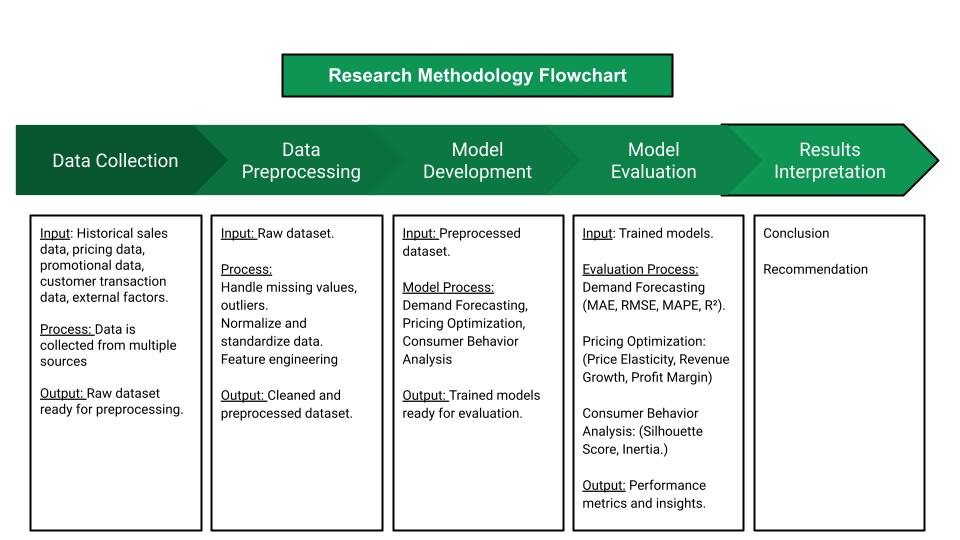 Research Methodology Flowchart
Data Collection
Data
Preprocessing
Model
Development
Model
Evaluation
Results
Interpretation
Input: Historical sales
data, pricing data,
promotional data,
customer transaction
data, external factors.
Process: Data is
collected from multiple
sources
Output: Raw dataset
ready for preprocessing.
Input: Raw dataset.
Process:
Handle missing values,
outliers.
Normalize and
standardize data.
Feature engineering
Output: Cleaned and
preprocessed dataset.
Input: Preprocessed
dataset.
Model Process:
Demand Forecasting,
Pricing Optimization,
Consumer Behavior
Analysis
Output: Trained models
ready for evaluation.
Input: Trained models.
Evaluation Process:
Demand Forecasting
(MAE, RMSE, MAPE, R²).
Pricing Optimization:
(Price Elasticity, Revenue
Growth, Profit Margin)
Consumer Behavior
Analysis: (Silhouette
Score, Inertia.)
Output: Performance
metrics and insights.
Conclusion
Recommendation